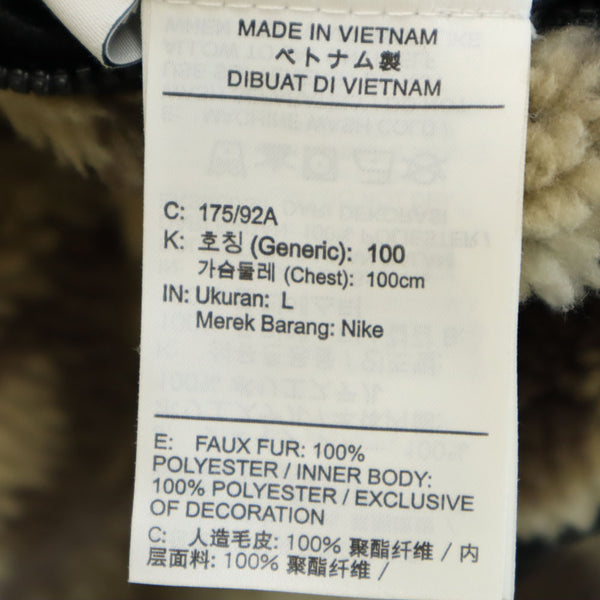 MADE IN VIETNAM
ベトナム製
DIBUAT DI VIETNAM
C: 175/92A
K: 호칭 (Generic): 100
가슴둘레 (Chest): 100cm
IN: Ukuran: L
Merek Barang: Nike
E: FAUX FUR: 100%
POLYESTER / INNER BODY:
100% POLYESTER / EXCLUSIVE
OF DECORATION
C: 人造毛皮: 100% 聚酯纤维 / 内
层面料: 100% 聚酯纤维 /